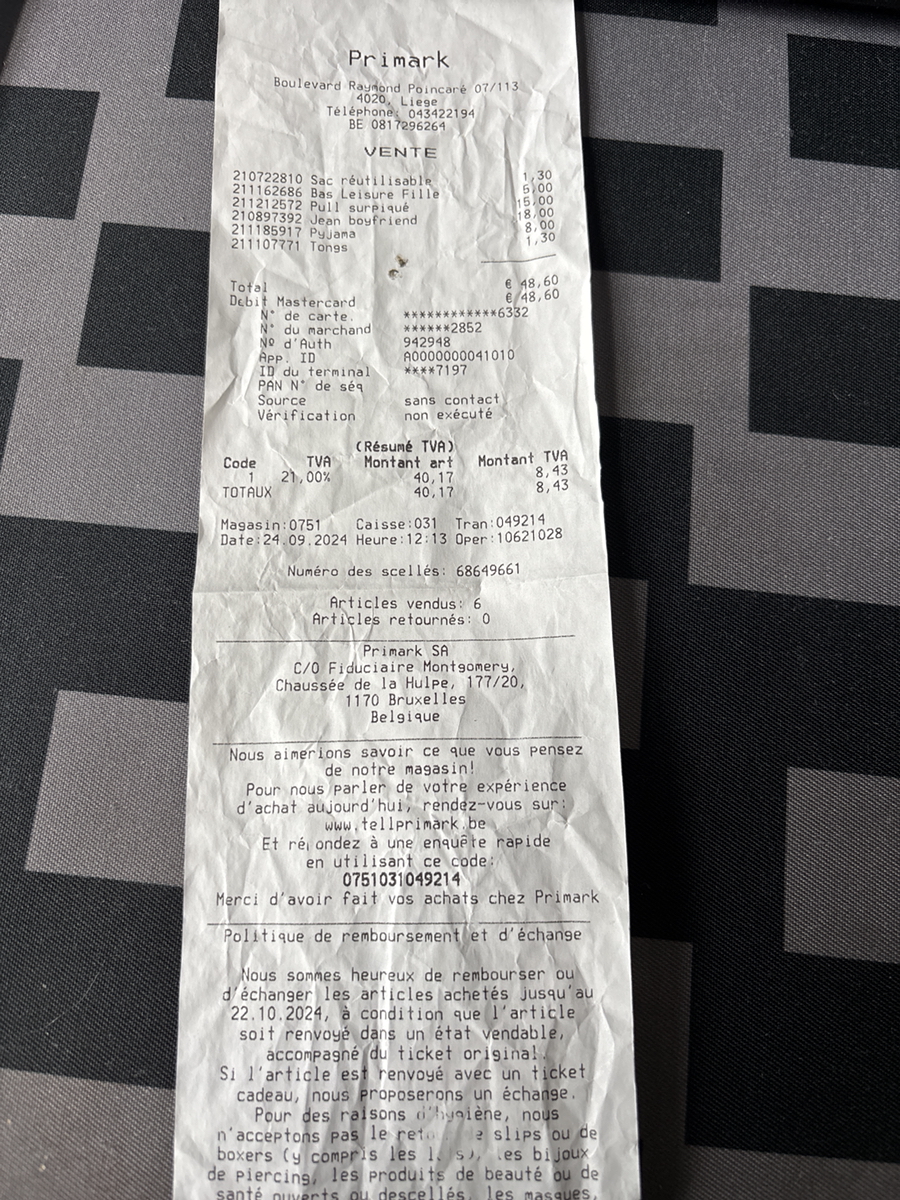 Primark
Boulevard Raymond Poincaré 07/113
4020, Liege
Téléphone: 043422194
BE 0817296264
VENTE
210722810 Sac réutilisable 1,30
211162686 Bas Leisure Fille 5,00
211212572 Pull surpiqué 15,00
210897392 Jean boyfriend 18,00
211185917 Pyjama 8,00
211107771 Tongs 1,30
Total € 48,60
Debit Mastercard € 48,60
N° de carte. ************6332
N° du marchand ******2852
Nº d'Auth 942948
App. ID A0000000041010
ID du terminal ****7197
PAN N° de séq
Source sans contact
Vérification non exécuté
(Résumé TVA)
Code TVA Montant art Montant TVA
1 21,00% 40,17 8,43
TOTAUX 40,17 8,43
Magasin:0751 Caisse:031 Tran:049214
Date:24.09.2024 Heure:12:13 Oper:10621028
Numéro des scellés: 68649661
Articles vendus: 6
Articles retournés: 0
Primark SA
C/O Fiduciaire Montgomery,
Chaussée de la Hulpe, 177/20,
1170 Bruxelles
Belgique
Nous aimerions savoir ce que vous pensez
de notre magasin!
Pour nous parler de votre expérience
d'achat aujourd'hui, rendez-vous sur:
www.tellprimark.be
Et répondez à une enquête rapide
en utilisant ce code:
0751031049214
Merci d'avoir fait vos achats chez Primark
Politique de remboursement et d'échange
Nous sommes heureux de rembourser ou
d'échanger les articles achetés jusqu'au
22.10.2024, à condition que l'article
soit renvoyé dans un état vendable,
accompagné du ticket original.
Si l'article est renvoyé avec un ticket
cadeau, nous proposerons un échange.
Pour des raisons d'hygiène, nous
n'acceptons pas le slips ou de
boxers (y compris les les bijoux
de piercing, les produits de beauté ou de
santé ouverts ou descellés, les masques,